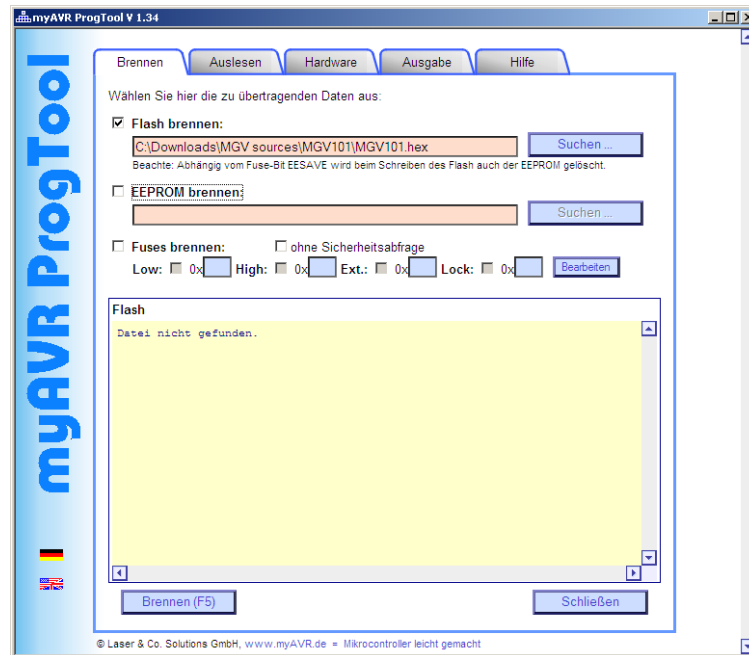 myAVR ProgTool V 1.34
myAVR ProgTool
Brennen Auslesen Hardware Ausgabe Hilfe
Wählen Sie hier die zu übertragenden Daten aus:
Flash brennen:
C:\Downloads\MGV sources\MGV101\MGV101.hex Suchen ...
Beachte: Abhängig vom Fuse-Bit EESAVE wird beim Schreiben des Flash auch der EEPROM gelöscht.
EEPROM brennen:
Suchen ...
Fuses brennen: ohne Sicherheitsabfrage
Low: 0x High: 0x Ext.: 0x Lock: 0x Bearbeiten
Flash
Datei nicht gefunden.
Brennen (F5) Schließen
© Laser & Co. Solutions GmbH, www.myAVR.de = Mikrocontroller leicht gemacht